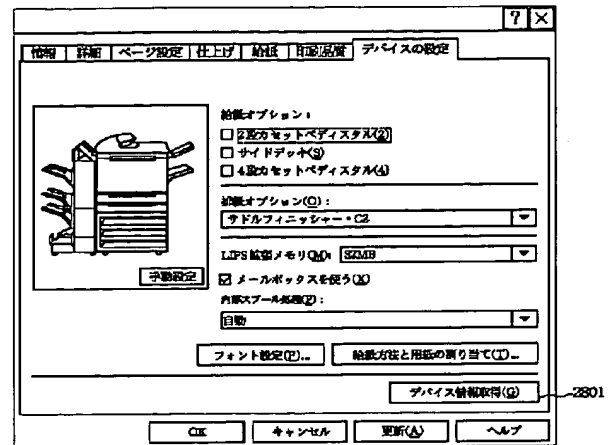 情報 詳細 ページ設定 仕上げ 給紙 印刷品質 デバイスの設定
給紙オプション：
2段カセットペディスタル(2)
サイドデッキ(S)
4段カセットペディスタル(4)
排紙オプション(O)：
サドルフィニッシャー・C2
LIPS拡張メモリ(M)： 32MB
手動設定
メールボックスを使う(X)
内部スプール処理(P)：
自動
フォント設定(F)... 給紙方法と用紙の割り当て(T)...
デバイス情報取得(G) 2801
OK キャンセル 更新(A) ヘルプ